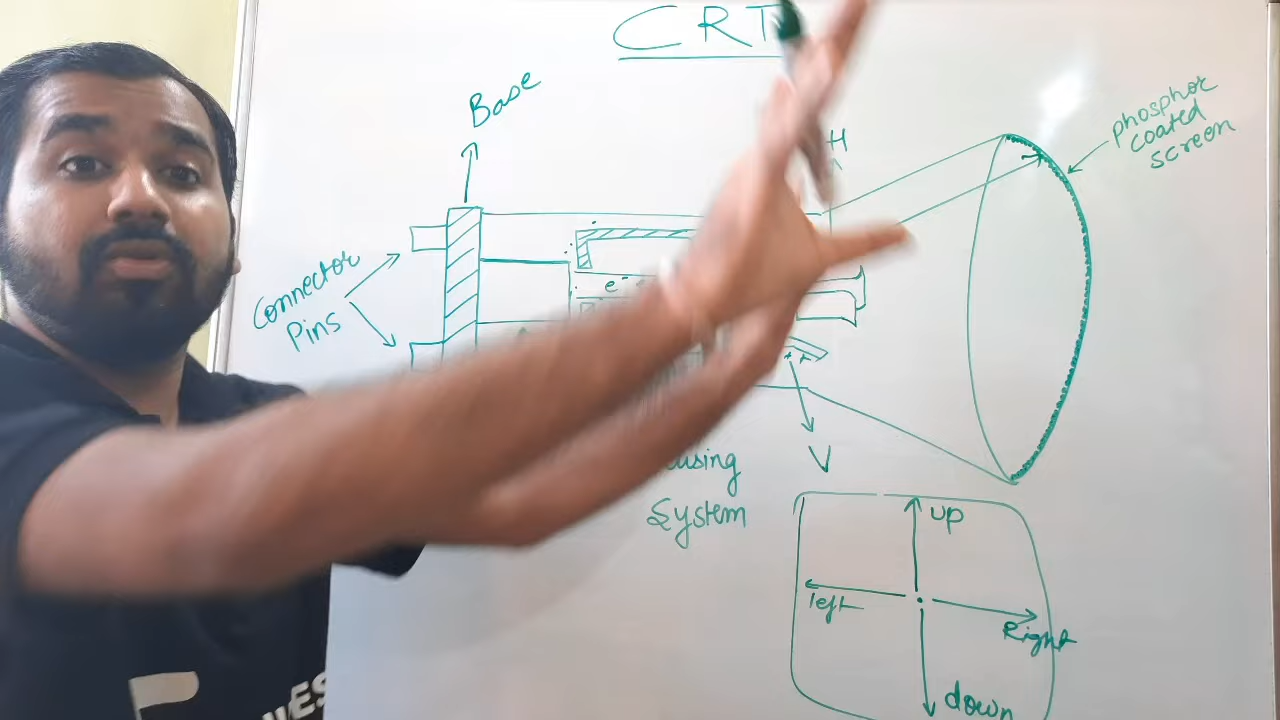 CRT
Base
H
phosphor
coated
screen
Connector
Pins
e-
++
V
System
up
left
Right
down